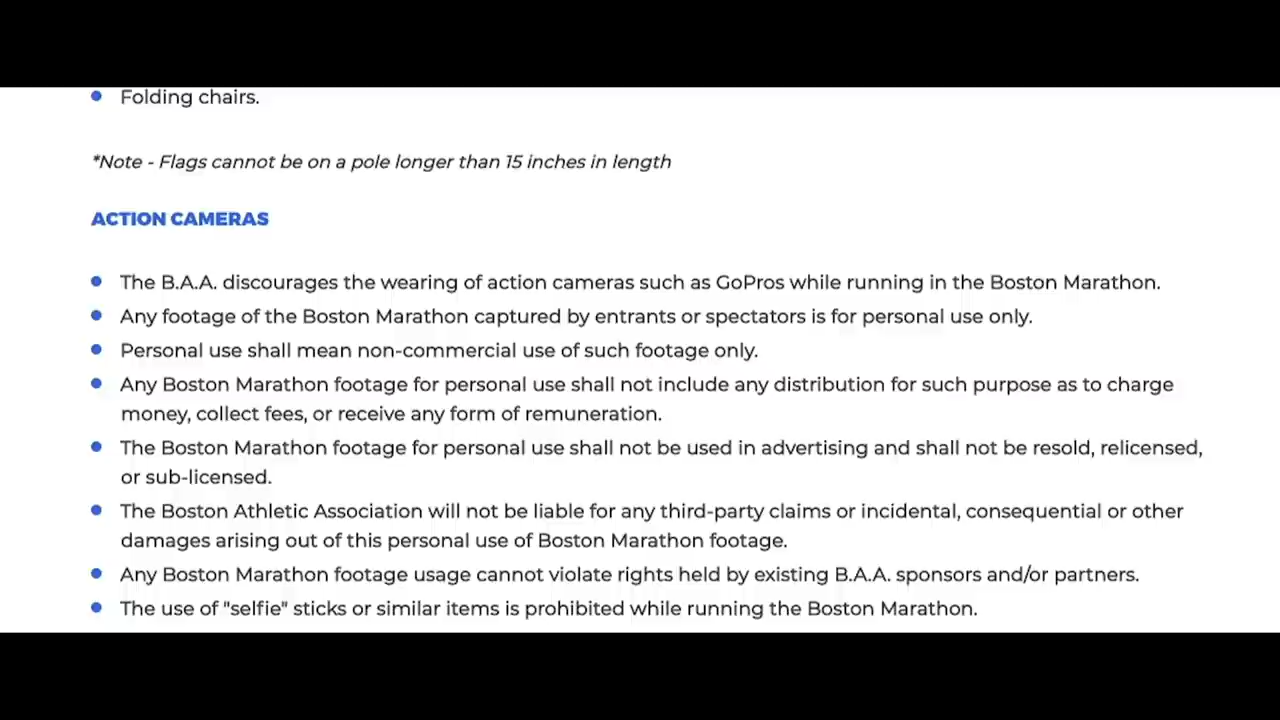 Folding chairs.
*Note - Flags cannot be on a pole longer than 15 inches in length
ACTION CAMERAS
The B.A.A. discourages the wearing of action cameras such as GoPros while running in the Boston Marathon.
Any footage of the Boston Marathon captured by entrants or spectators is for personal use only.
Personal use shall mean non-commercial use of such footage only.
Any Boston Marathon footage for personal use shall not include any distribution for such purpose as to charge
money, collect fees, or receive any form of remuneration.
The Boston Marathon footage for personal use shall not be used in advertising and shall not be resold, relicensed,
or sub-licensed.
The Boston Athletic Association will not be liable for any third-party claims or incidental, consequential or other
damages arising out of this personal use of Boston Marathon footage.
Any Boston Marathon footage usage cannot violate rights held by existing B.A.A. sponsors and/or partners.
The use of "selfie" sticks or similar items is prohibited while running the Boston Marathon.